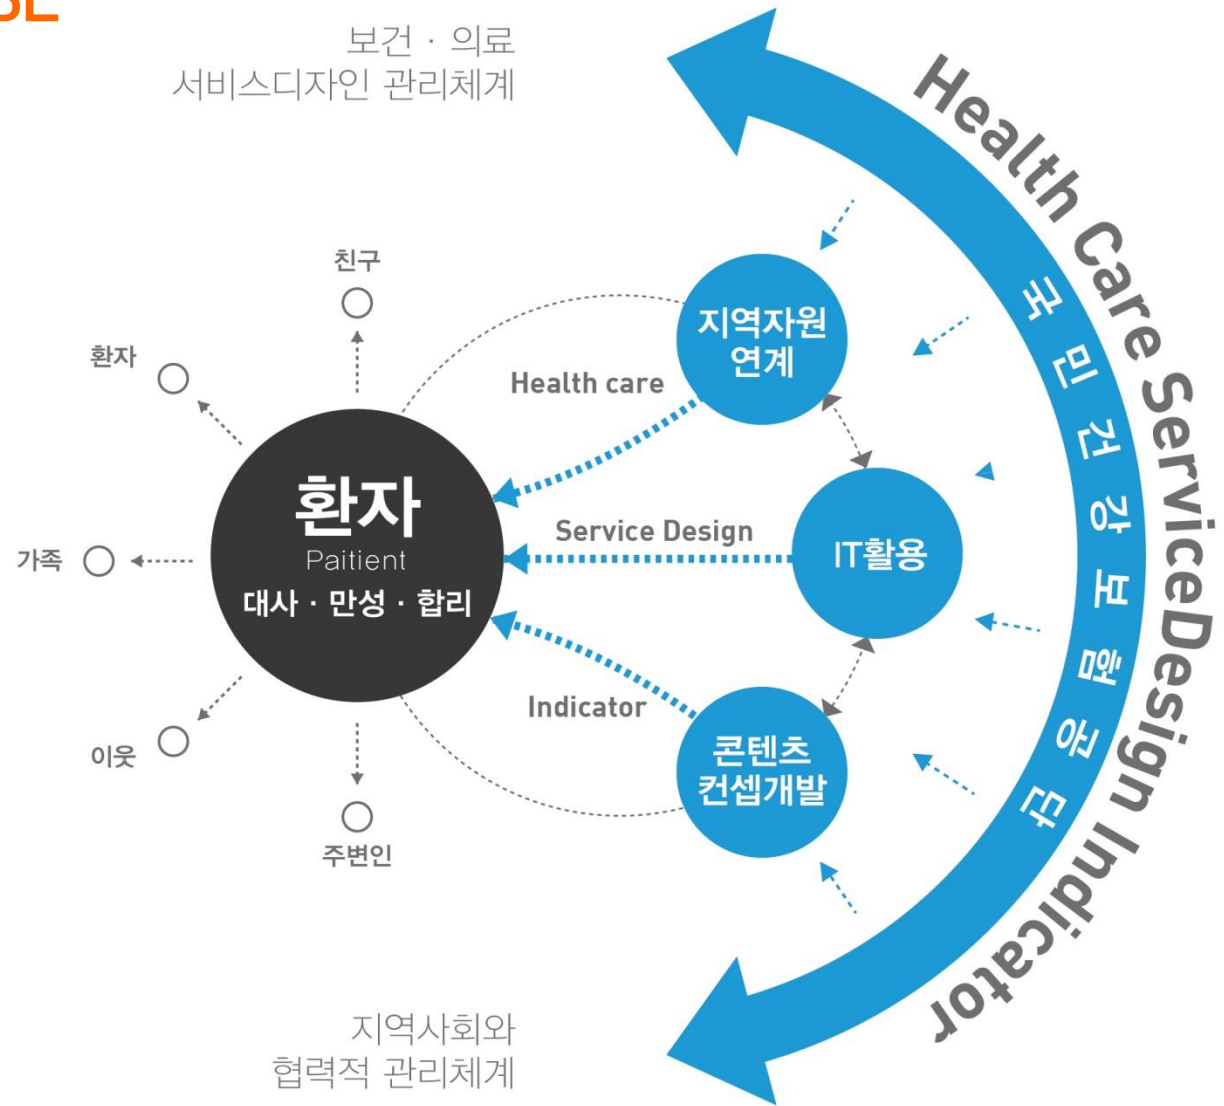 보건 · 의료
서비스디자인 관리체계
Health Care ServiceDesign Indicator
국민건강보험공단
친구
환자
가족
이웃
주변인
환자
Paitient
대사 · 만성 · 합리
Health care
Service Design
Indicator
지역자원
연계
IT활용
콘텐츠
컨셉개발
지역사회와
협력적 관리체계